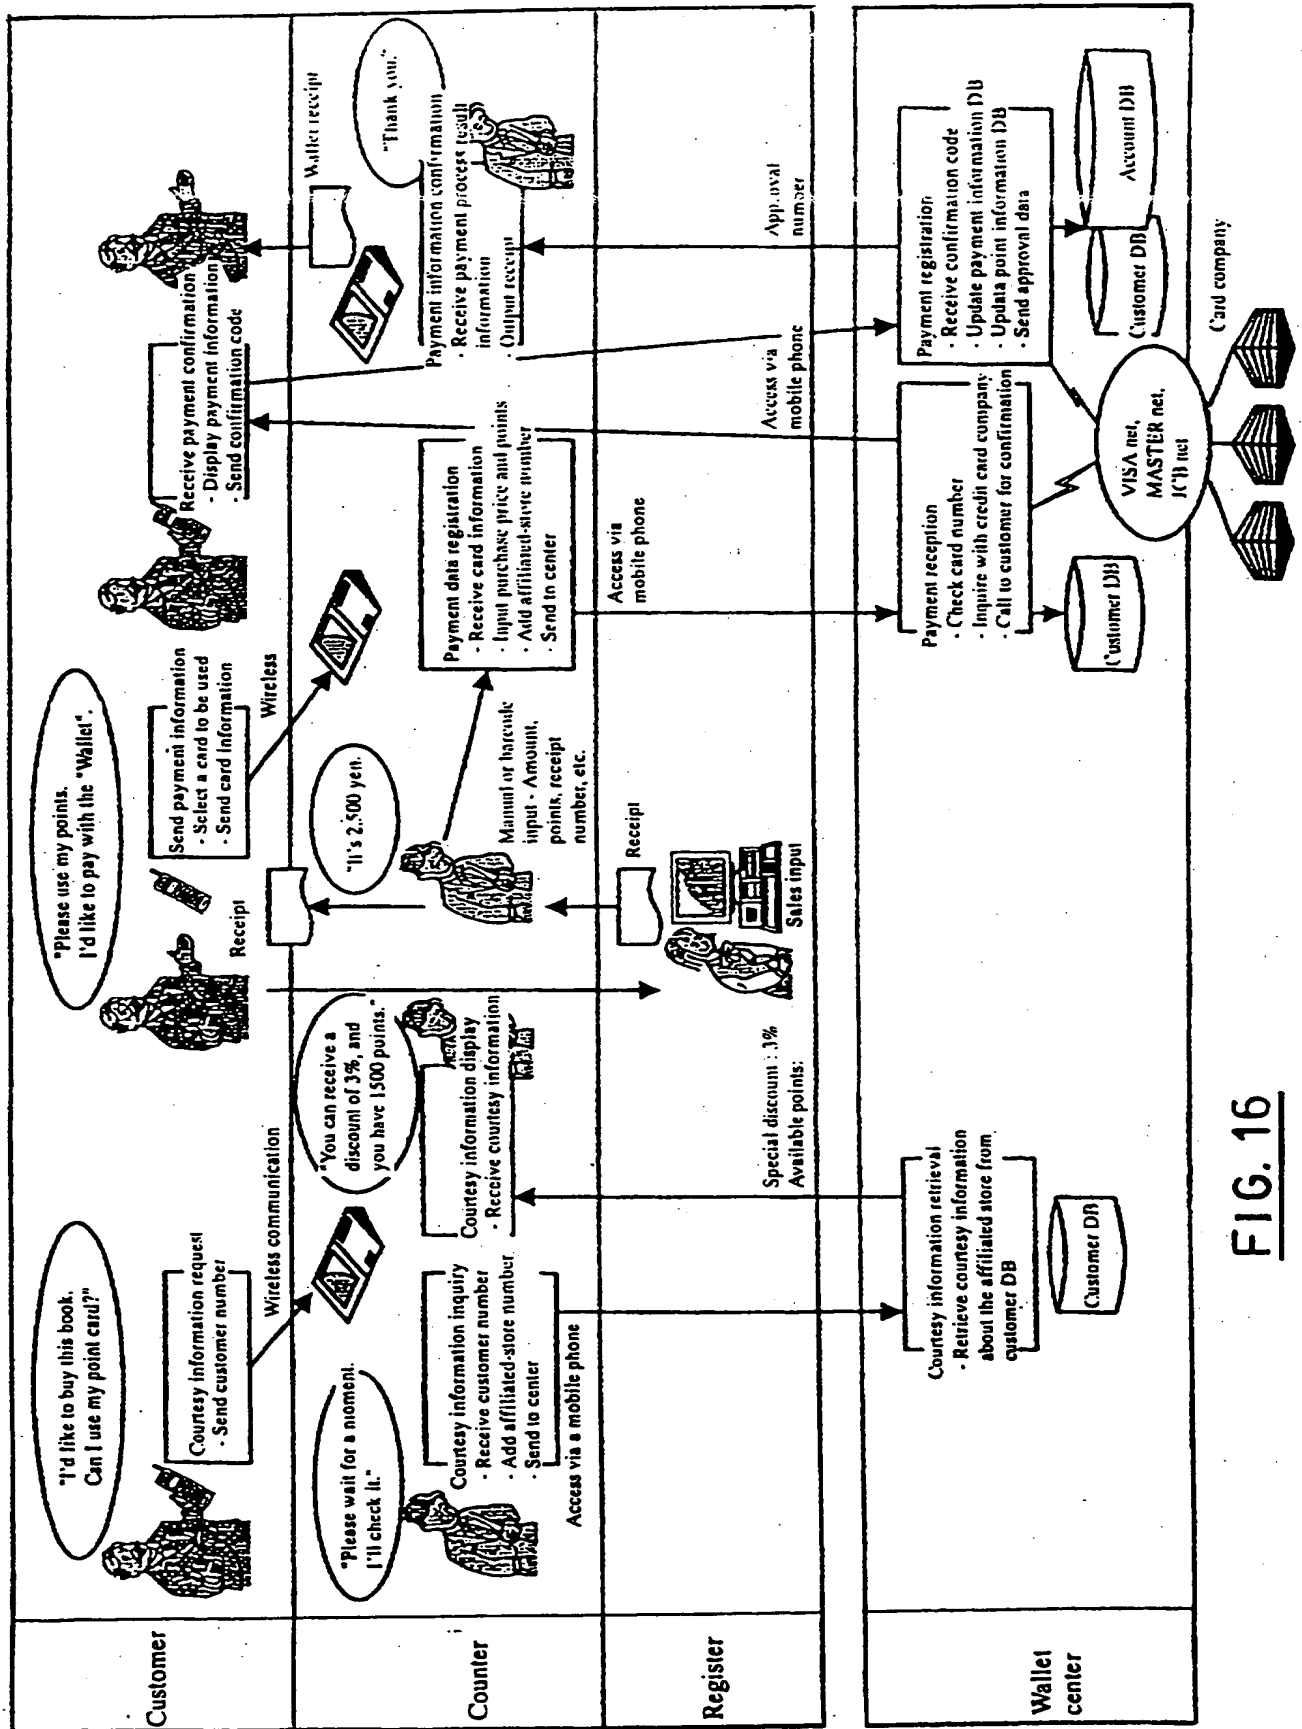 Customer
"I'd like to buy this book.
Can I use my point card?"
Courtesy information request
- Send customer number
Wireless communication
"Please use my points.
I'd like to pay with the "Wallet".
Receipt
Send payment information
- Select a card to be used
- Send card information
Wireless
Receive payment confirmation
- Display payment information
- Send confirmation code
Wallet receipt
Counter
"Please wait for a moment.
I'll check it."
Courtesy information inquiry
- Receive customer number
- Add affiliated-store number
- Send to center
Access via a mobile phone
"You can receive a
discount of 3%, and
you have 1500 points."
Courtesy information display
- Receive courtesy information
"It's 2,500 yen.
Manual or barcode
input - Amount,
points, receipt
number, etc.
Payment data registration
- Receive card information
- Input purchase price and points
- Add affiliated-store number
- Send to center
"Thank you."
Payment information confirmation
- Receive payment process result
information
- Output receipt
Register
Special discount : 3%
Available points:
Receipt
Sales input
Access via
mobile phone
Access via
mobile phone
Approval
number
Wallet
center
Courtesy information retrieval
- Retrieve courtesy information
about the affiliated store from
customer DB
Customer DB
Payment reception
- Check card number
- Inquire with credit card company
- Call to customer for confirmation
Customer DB
Payment registration
- Receive confirmation code
- Update payment information DB
- Updata point information DB
- Send approval data
Customer DB
Account DB
VISA net,
MASTER net,
JCB net
Card company
FIG. 16